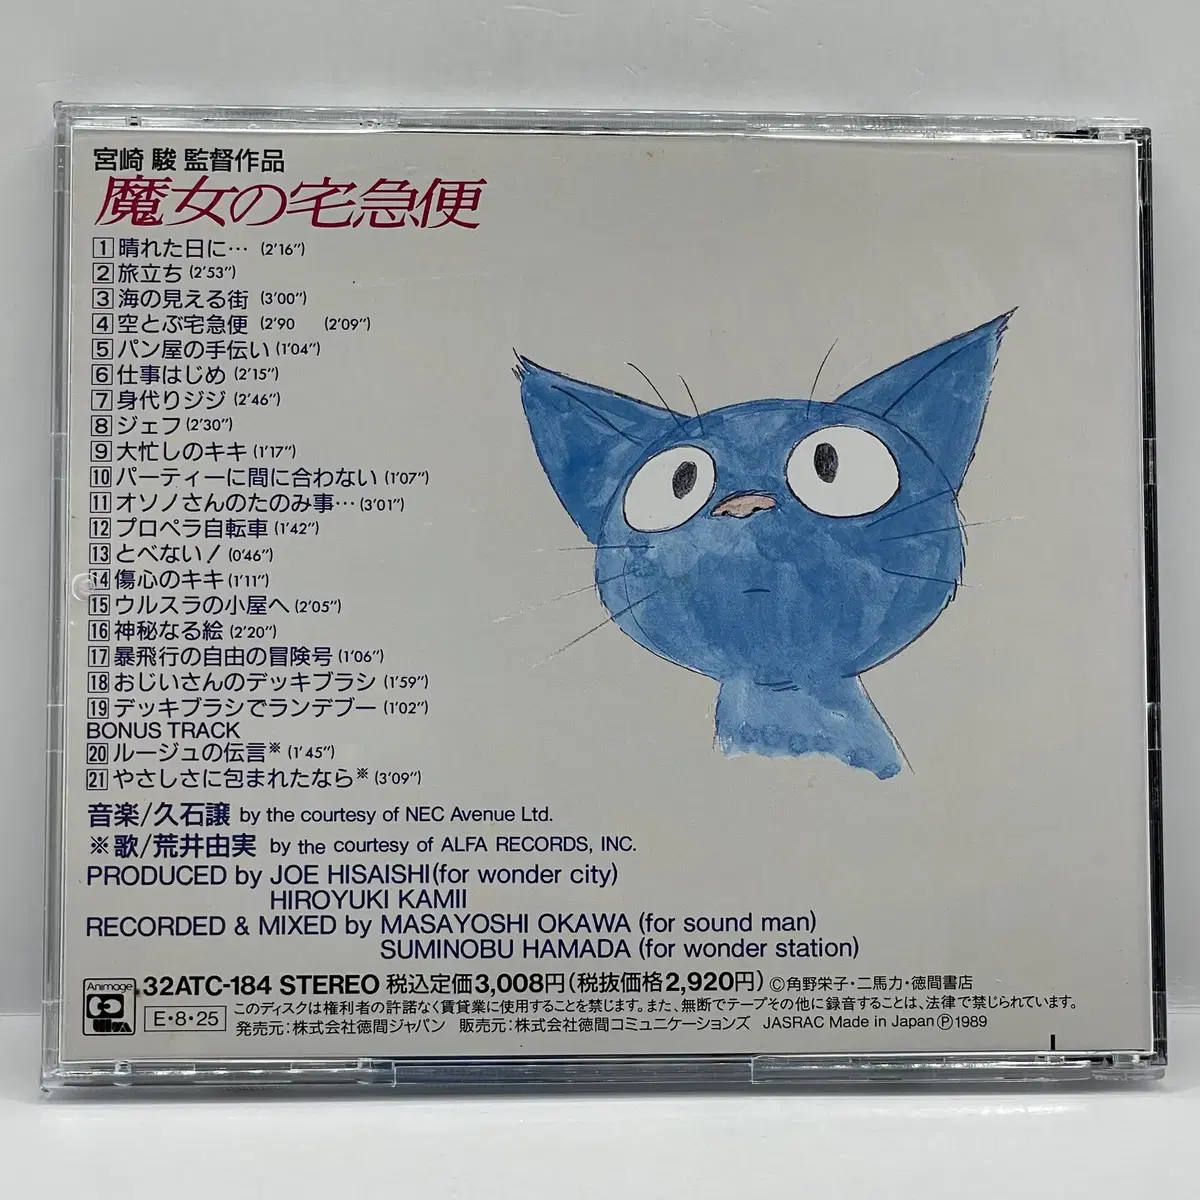 宮崎 駿 監督作品
魔女の宅急便
1 晴れた日に… (2'16")
2 旅立ち (2'53")
3 海の見える街 (3'00")
4 空とぶ宅急便 (2'90 (2'09")
5 パン屋の手伝い (1'04")
6 仕事はじめ (2'15")
7 身代りジジ (2'46")
8 ジェフ (2'30")
9 大忙しのキキ (1'17")
10 パーティーに間に合わない (1'07")
11 オソノさんのたのみ事… (3'01")
12 プロペラ自転車 (1'42")
13 とべない! (0'46")
14 傷心のキキ (1'11")
15 ウルスラの小屋へ (2'05")
16 神秘なる絵 (2'20")
17 暴飛行の自由の冒険号 (1'06")
18 おじいさんのデッキブラシ (1'59")
19 デッキブラシでランデブー (1'02")
BONUS TRACK
20 ルージュの伝言※ (1'45")
21 やさしさに包まれたなら※ (3'09")
音楽/久石譲 by the courtesy of NEC Avenue Ltd.
※歌/荒井由実 by the courtesy of ALFA RECORDS, INC.
PRODUCED by JOE HISAISHI (for wonder city)
HIROYUKI KAMII
RECORDED & MIXED by MASAYOSHI OKAWA (for sound man)
SUMINOBU HAMADA (for wonder station)
Animage 32ATC-184 STEREO 税込定価3,008円(税抜価格2,920円) ©角野栄子・二馬力・徳間書店
E・8・25 このディスクは権利者の許諾なく賃貸業に使用することを禁じます。また、無断でテープその他に録音することは、法律で禁じられています。
発売元:株式会社徳間ジャパン 販売元:株式会社徳間コミュニケーションズ JASRAC Made in Japan Ⓟ1989